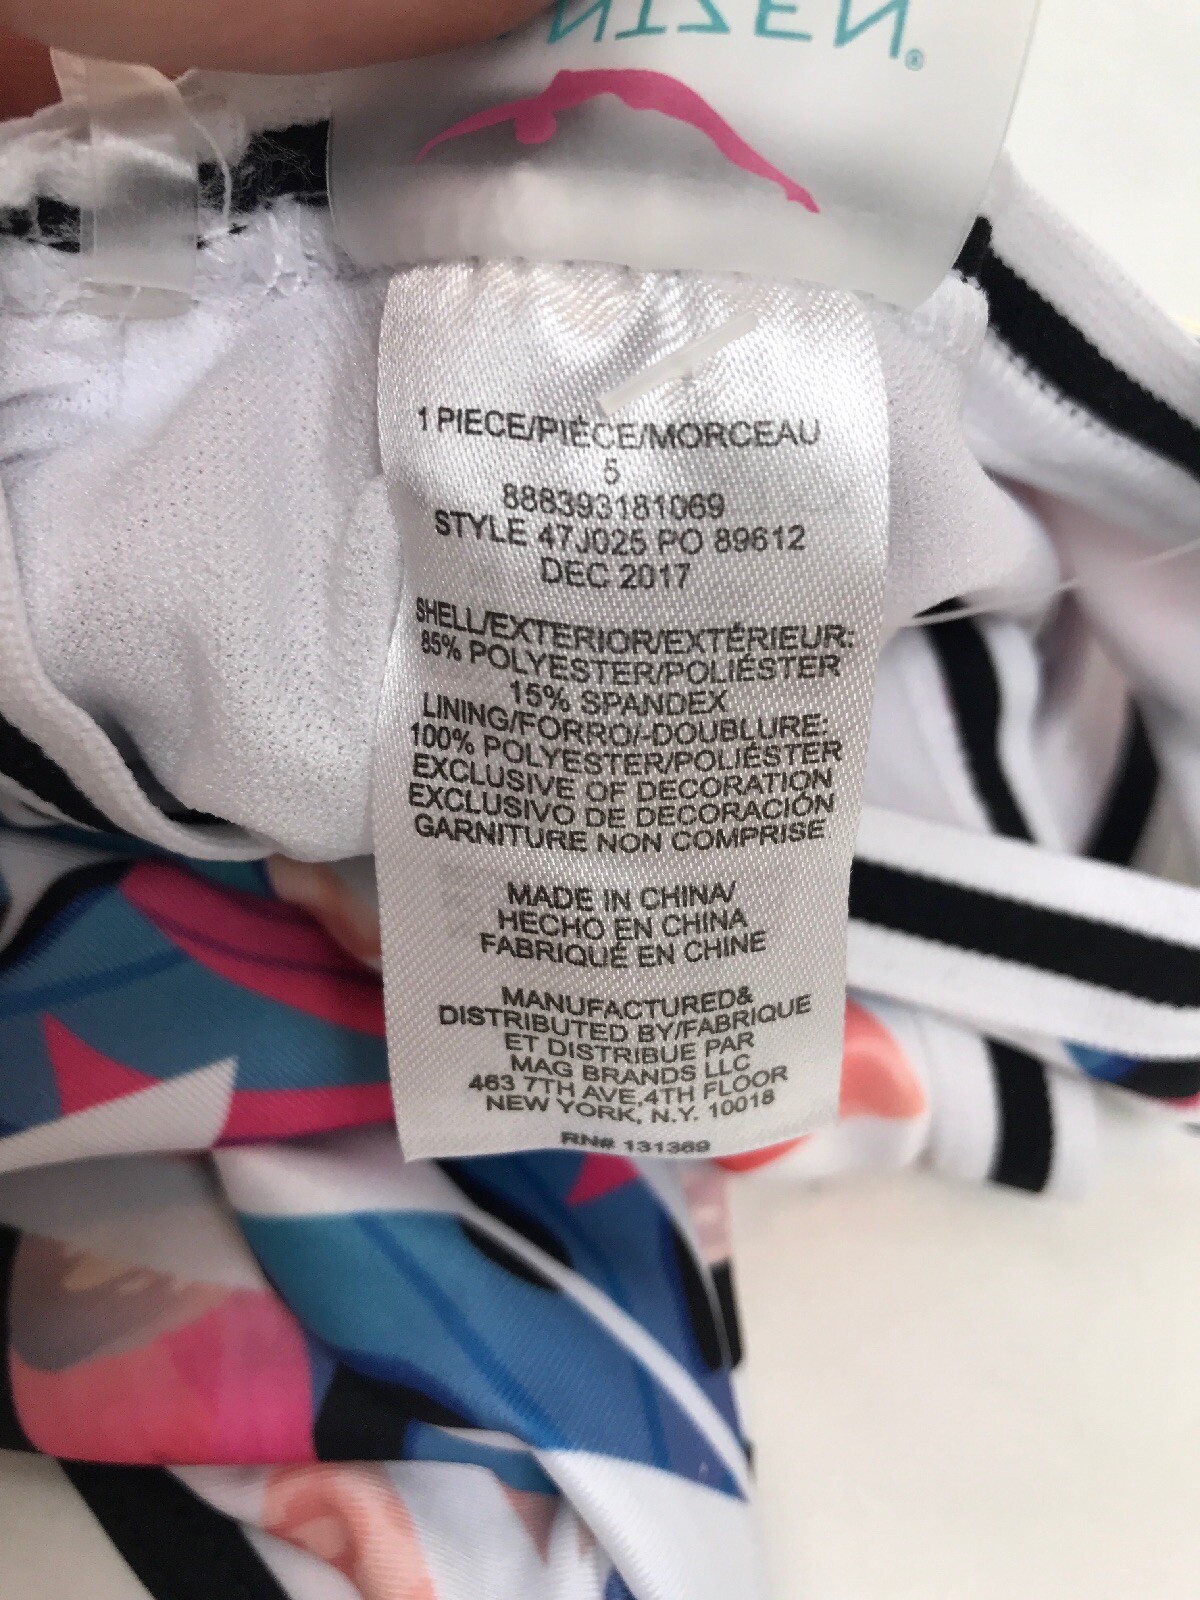 1 PIECE/PIÉCE/MORCEAU
5
888393181069
STYLE 47J025 PO 89612
DEC 2017
SHELL/EXTERIOR/EXTÉRIEUR:
85% POLYESTER/POLIÉSTER
15% SPANDEX
LINING/FORRO/-DOUBLURE:
100% POLYESTER/POLIÉSTER
EXCLUSIVE OF DECORATION
EXCLUSIVO DE DECORACIÓN
GARNITURE NON COMPRISE
MADE IN CHINA/
HECHO EN CHINA
FABRIQUÉ EN CHINE
MANUFACTURED&
DISTRIBUTED BY/FABRIQUE
ET DISTRIBUE PAR
MAG BRANDS LLC
463 7TH AVE,4TH FLOOR
NEW YORK, N.Y. 10018
RN# 131369